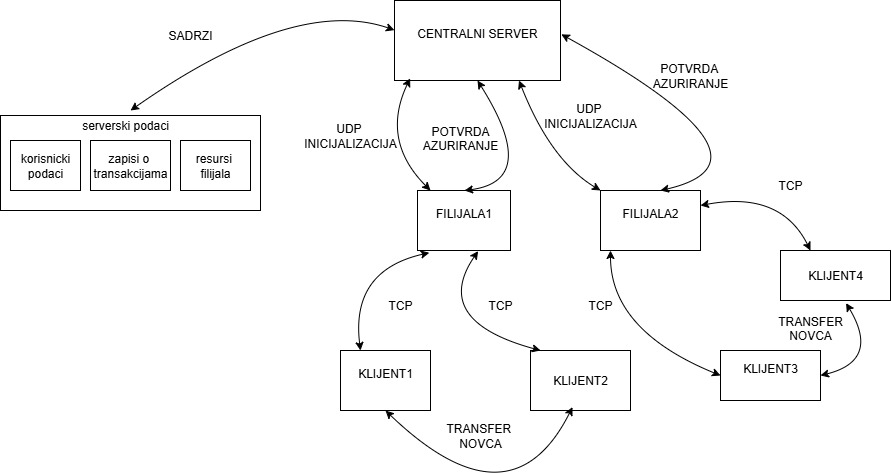 CENTRALNI SERVER
SADRZI
serverski podaci
korisnicki
podaci
zapisi o
transakcijama
resursi
filijala
UDP
INICIJALIZACIJA
POTVRDA
AZURIRANJE
UDP
INICIJALIZACIJA
POTVRDA
AZURIRANJE
FILIJALA1
FILIJALA2
TCP
KLIJENT4
TCP
TCP
TCP
TRANSFER
NOVCA
KLIJENT1
KLIJENT2
KLIJENT3
TRANSFER
NOVCA